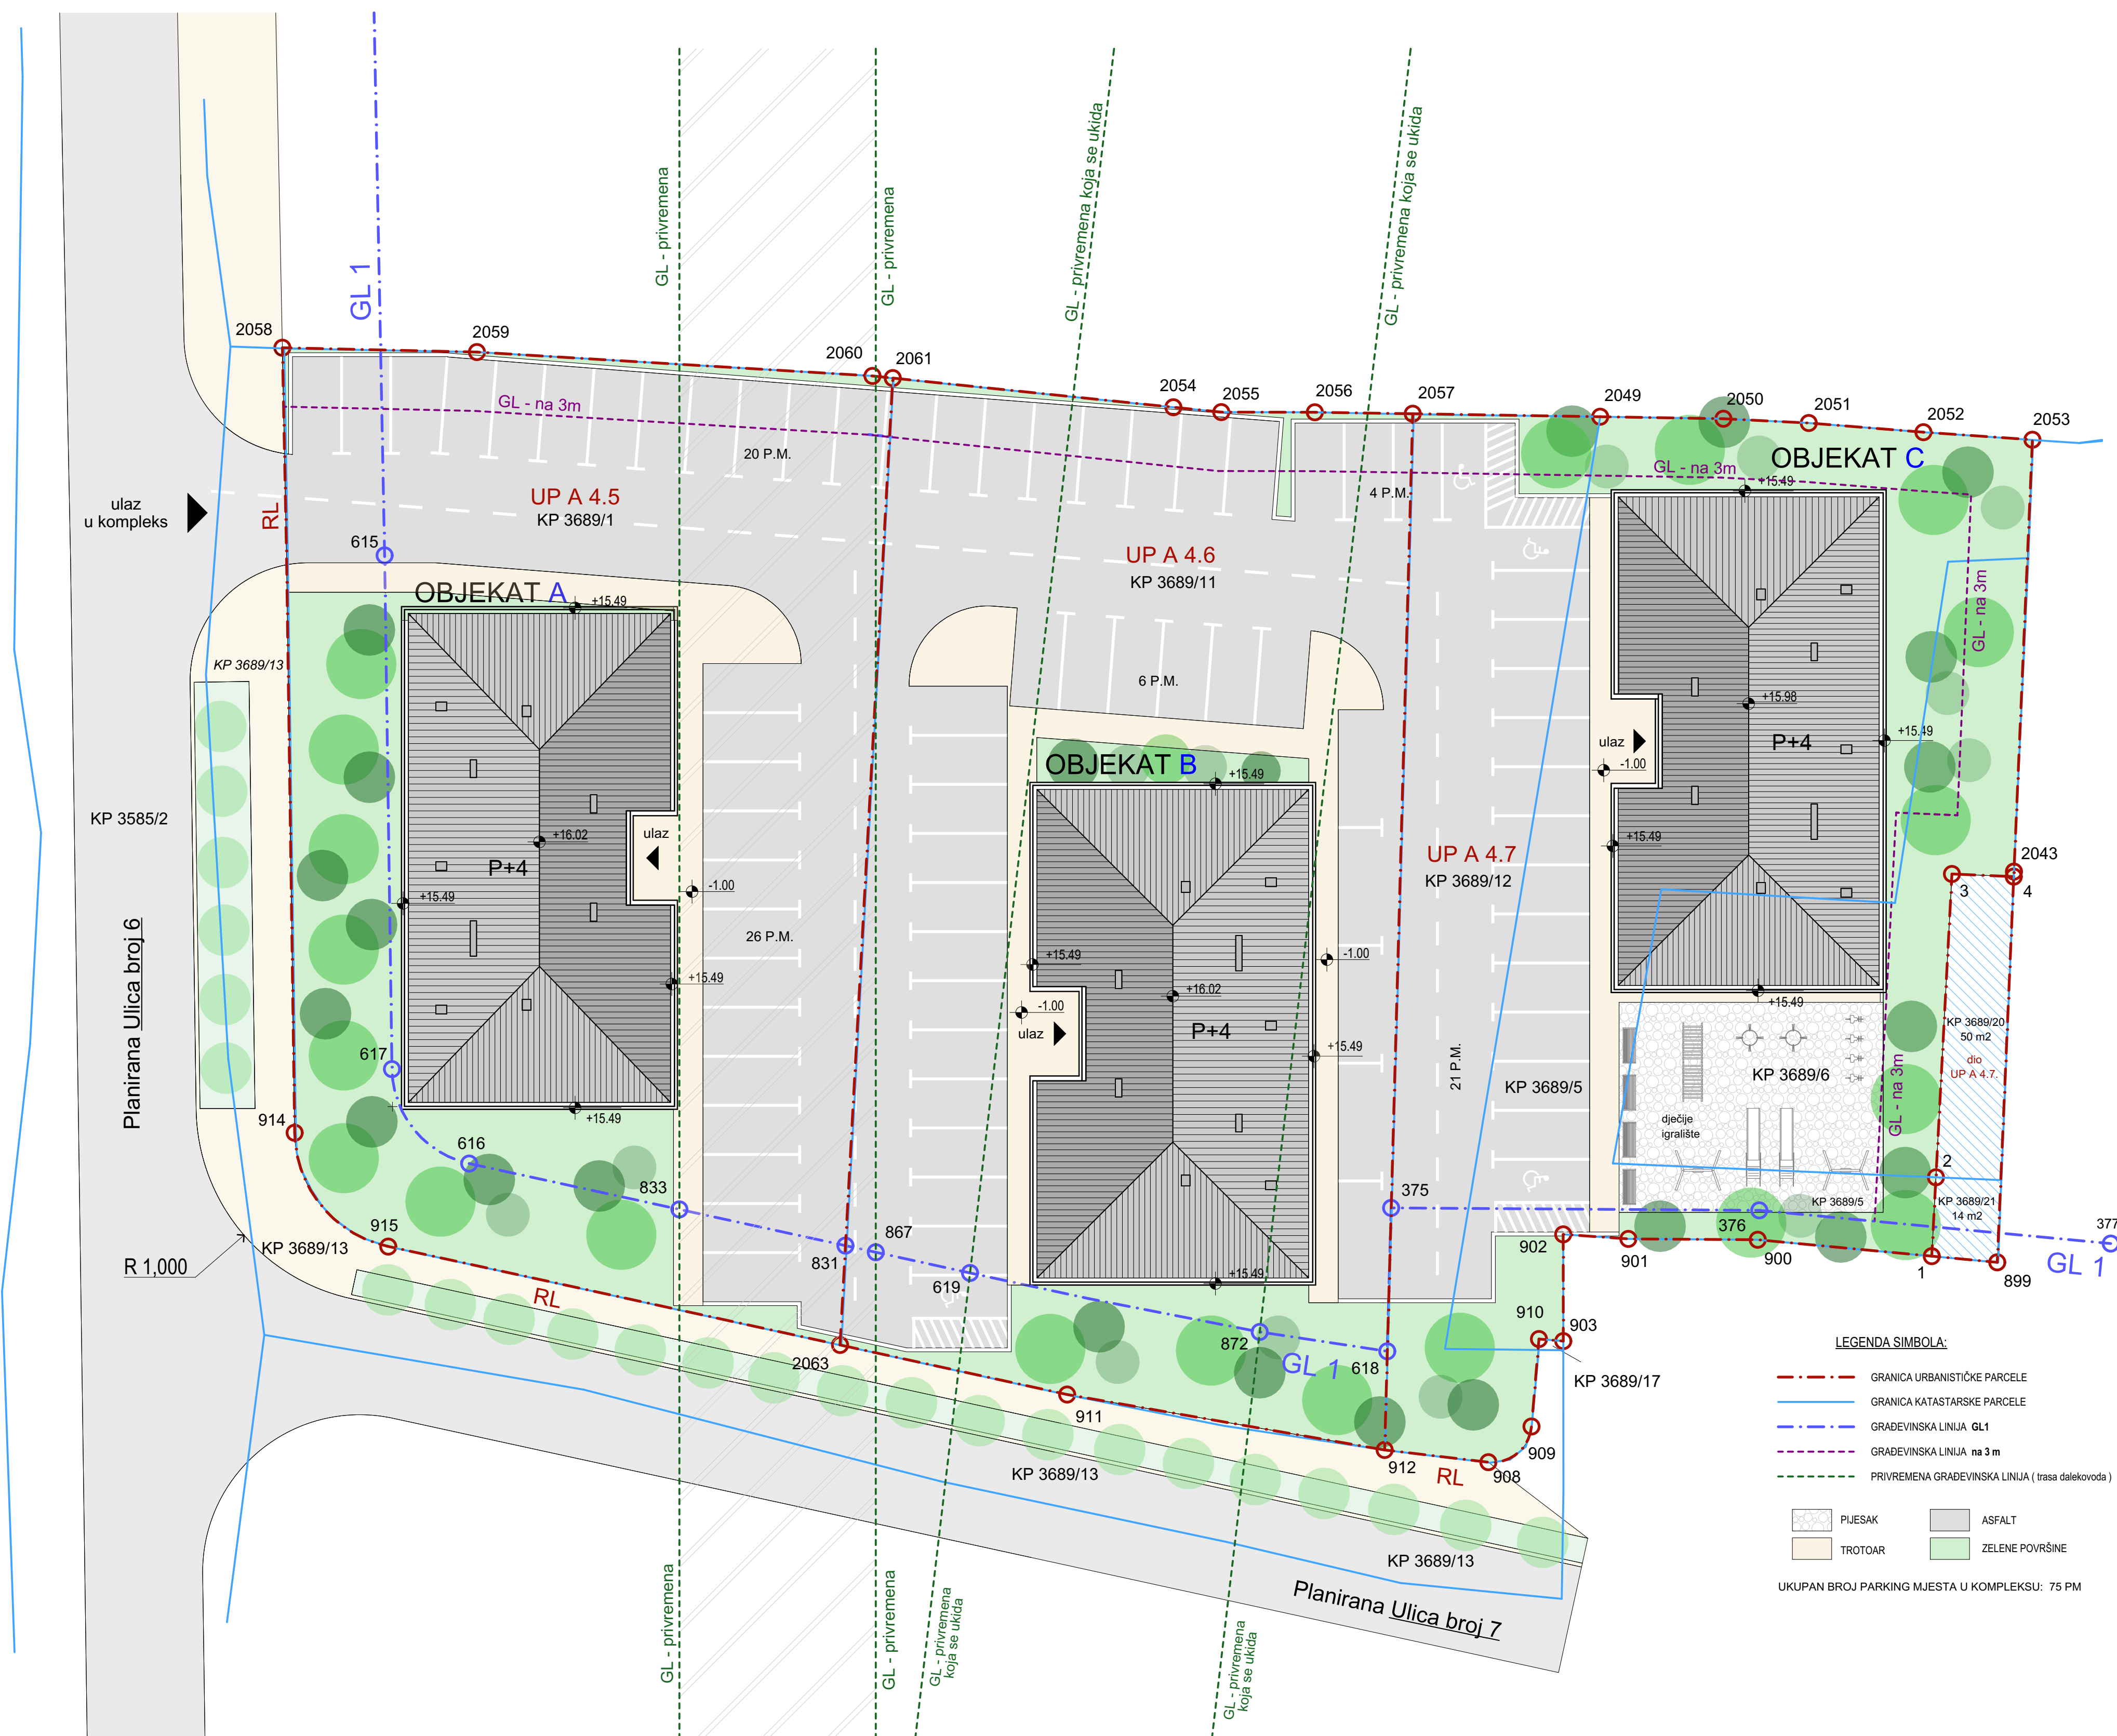 GL 1
GL - privremena
GL - privremena
GL - privremena koja se ukida
GL - privremena koja se ukida
2058
2059
2060
2061
2054
2055
2056
2057
2049
2050
2051
2052
2053
GL - na 3m
20 P.M.
4 P.M.
GL - na 3m
OBJEKAT C
+15.49
ulaz
u kompleks
RL
UP A 4.5
KP 3689/1
615
UP A 4.6
KP 3689/11
OBJEKAT A
+15.49
GL - na 3m
KP 3689/13
6 P.M.
+15.98
P+4
+15.49
ulaz
-1.00
OBJEKAT B
+15.49
KP 3585/2
+16.02
ulaz
P+4
-1.00
+15.49
+15.49
UP A 4.7
KP 3689/12
2043
3
4
+15.49
26 P.M.
+15.49
+15.49
-1.00
+16.02
-1.00
ulaz
P+4
+15.49
+15.49
Planirana Ulica broj 6
617
914
+15.49
616
21 P.M.
KP 3689/5
KP 3689/6
dječije
igralište
GL - na 3m
KP 3689/20
50 m2
dio
UP A 4.7.
2
KP 3689/5
KP 3689/21
14 m2
833
375
376
377
915
KP 3689/13
R 1,000
831
867
619
+15.49
902
901
900
1
899
GL 1
RL
2063
872
GL 1
618
910
903
KP 3689/17
911
912
RL
908
909
KP 3689/13
KP 3689/13
Planirana Ulica broj 7
GL - privremena
GL - privremena
GL - privremena
koja se ukida
GL - privremena
koja se ukida
LEGENDA SIMBOLA:
GRANICA URBANISTIČKE PARCELE
GRANICA KATASTARSKE PARCELE
GRAĐEVINSKA LINIJA GL1
GRAĐEVINSKA LINIJA na 3 m
PRIVREMENA GRAĐEVINSKA LINIJA ( trasa dalekovoda )
PIJESAK
ASFALT
TROTOAR
ZELENE POVRŠINE
UKUPAN BROJ PARKING MJESTA U KOMPLEKSU: 75 PM